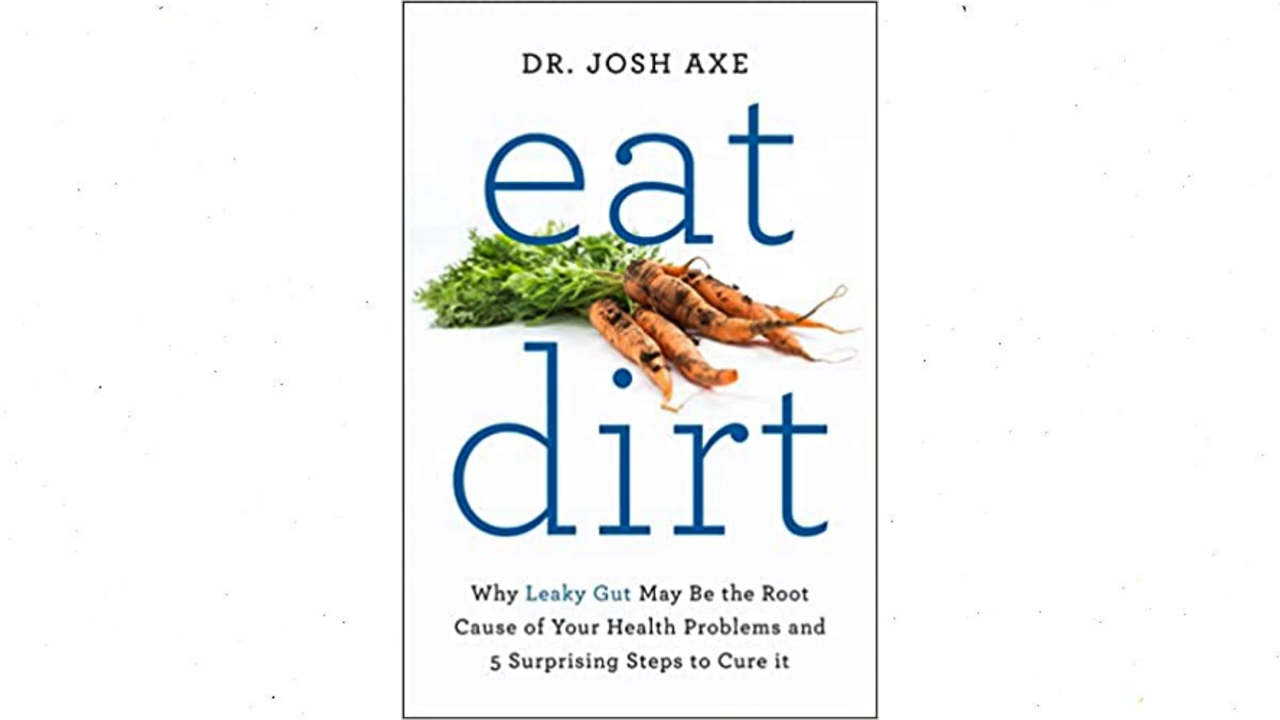 DR. JOSH AXE
eat
dirt
Why Leaky Gut May Be the Root
Cause of Your Health Problems and
5 Surprising Steps to Cure it